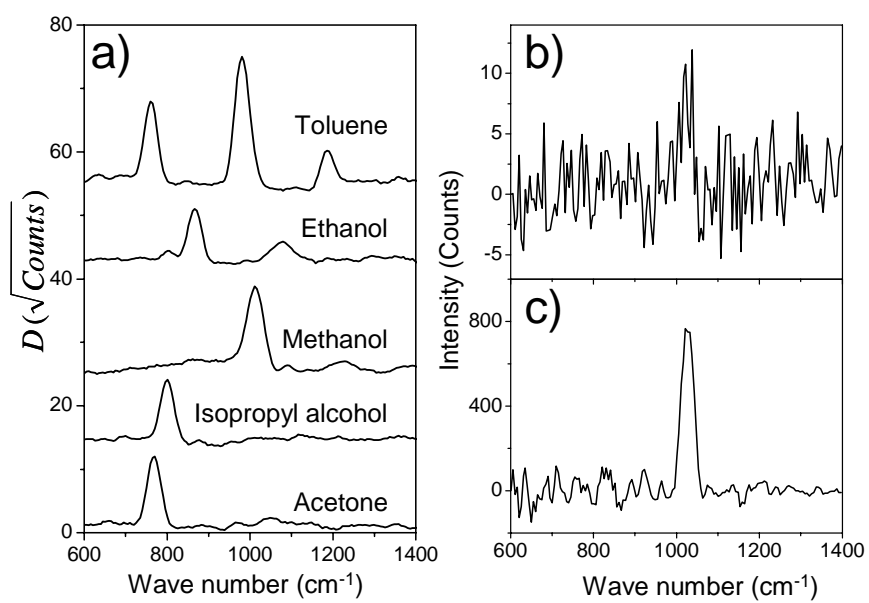 a)
80
60
40
20
0
D(√Counts)
Toluene
Ethanol
Methanol
Isopropyl alcohol
Acetone
600 800 1000 1200 1400
Wave number (cm⁻¹)
b)
10
5
0
-5
Intensity (Counts)
c)
800
400
0
600 800 1000 1200 1400
Wave number (cm⁻¹)